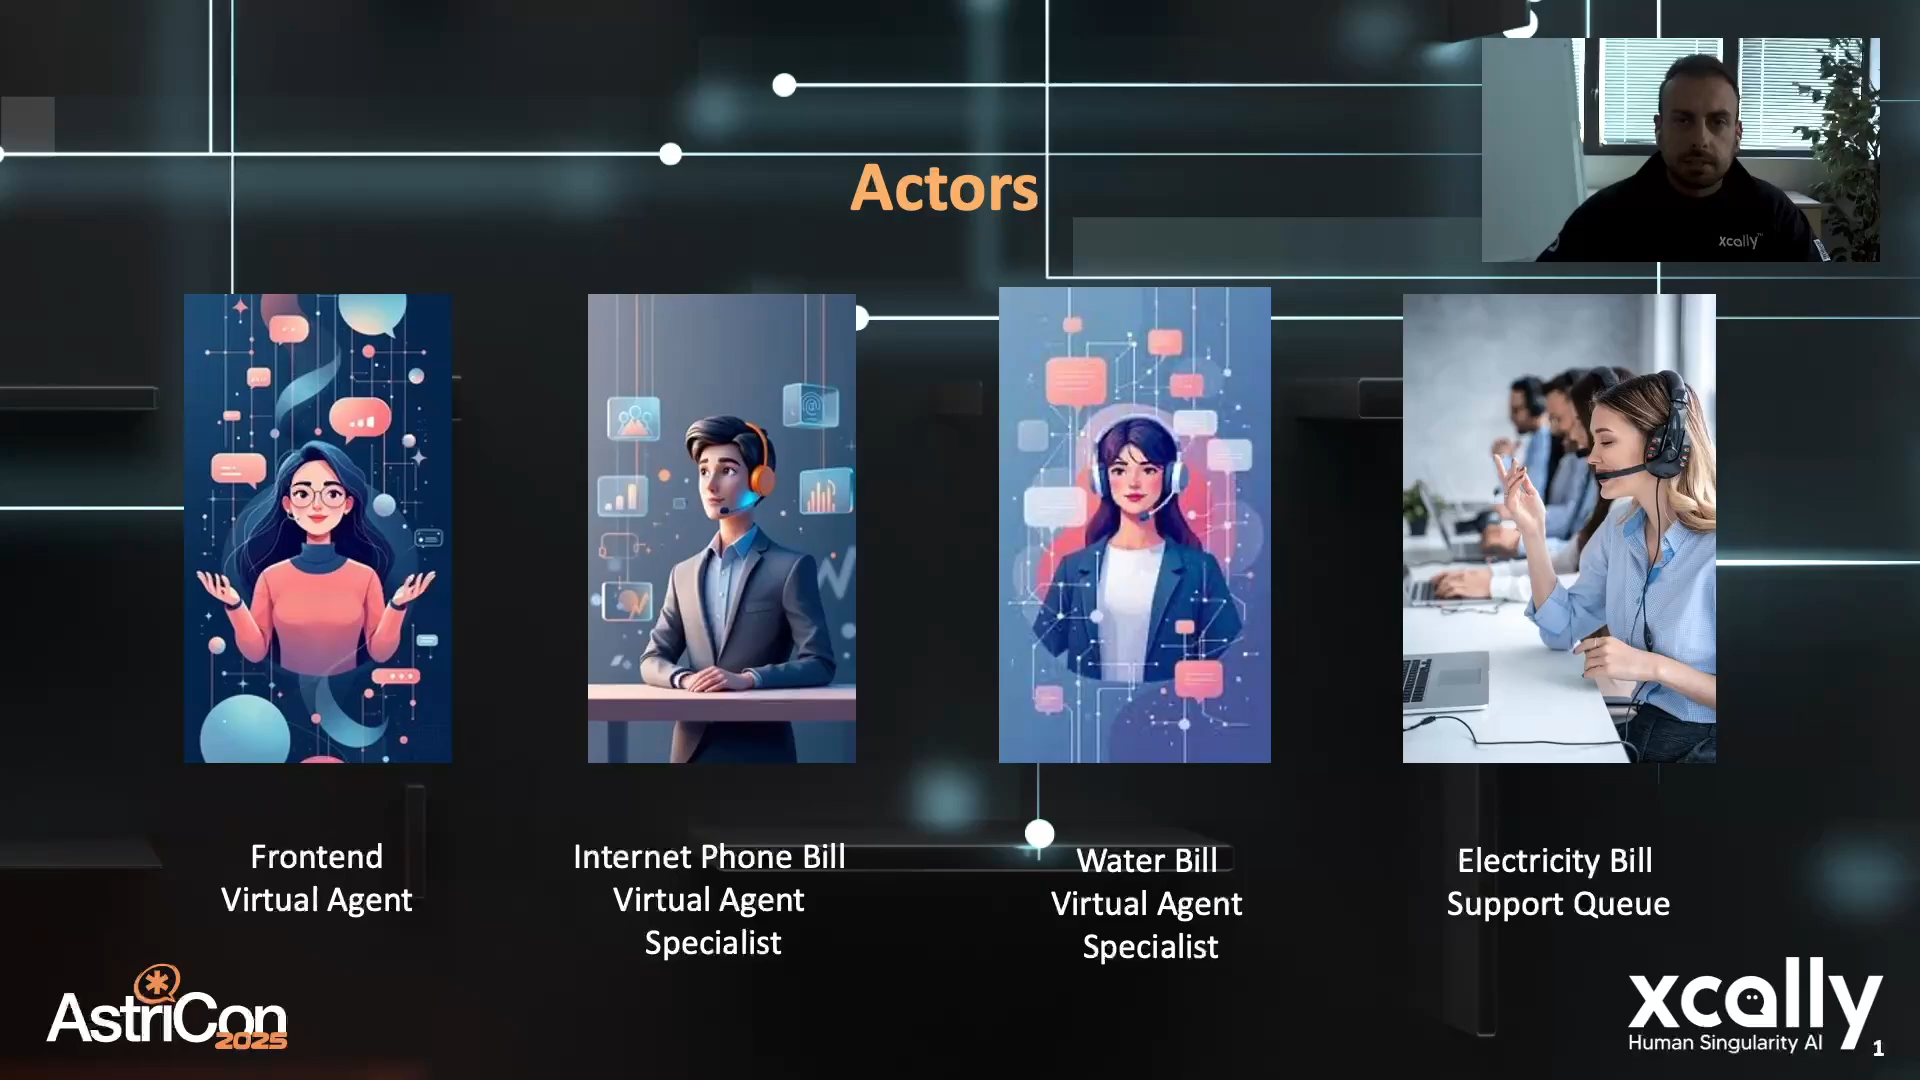 Actors
xcally
Frontend
Virtual Agent
Internet Phone Bill
Virtual Agent
Specialist
Water Bill
Virtual Agent
Specialist
Electricity Bill
Support Queue
AstriCon
2025
xcally
Human Singularity AI
1